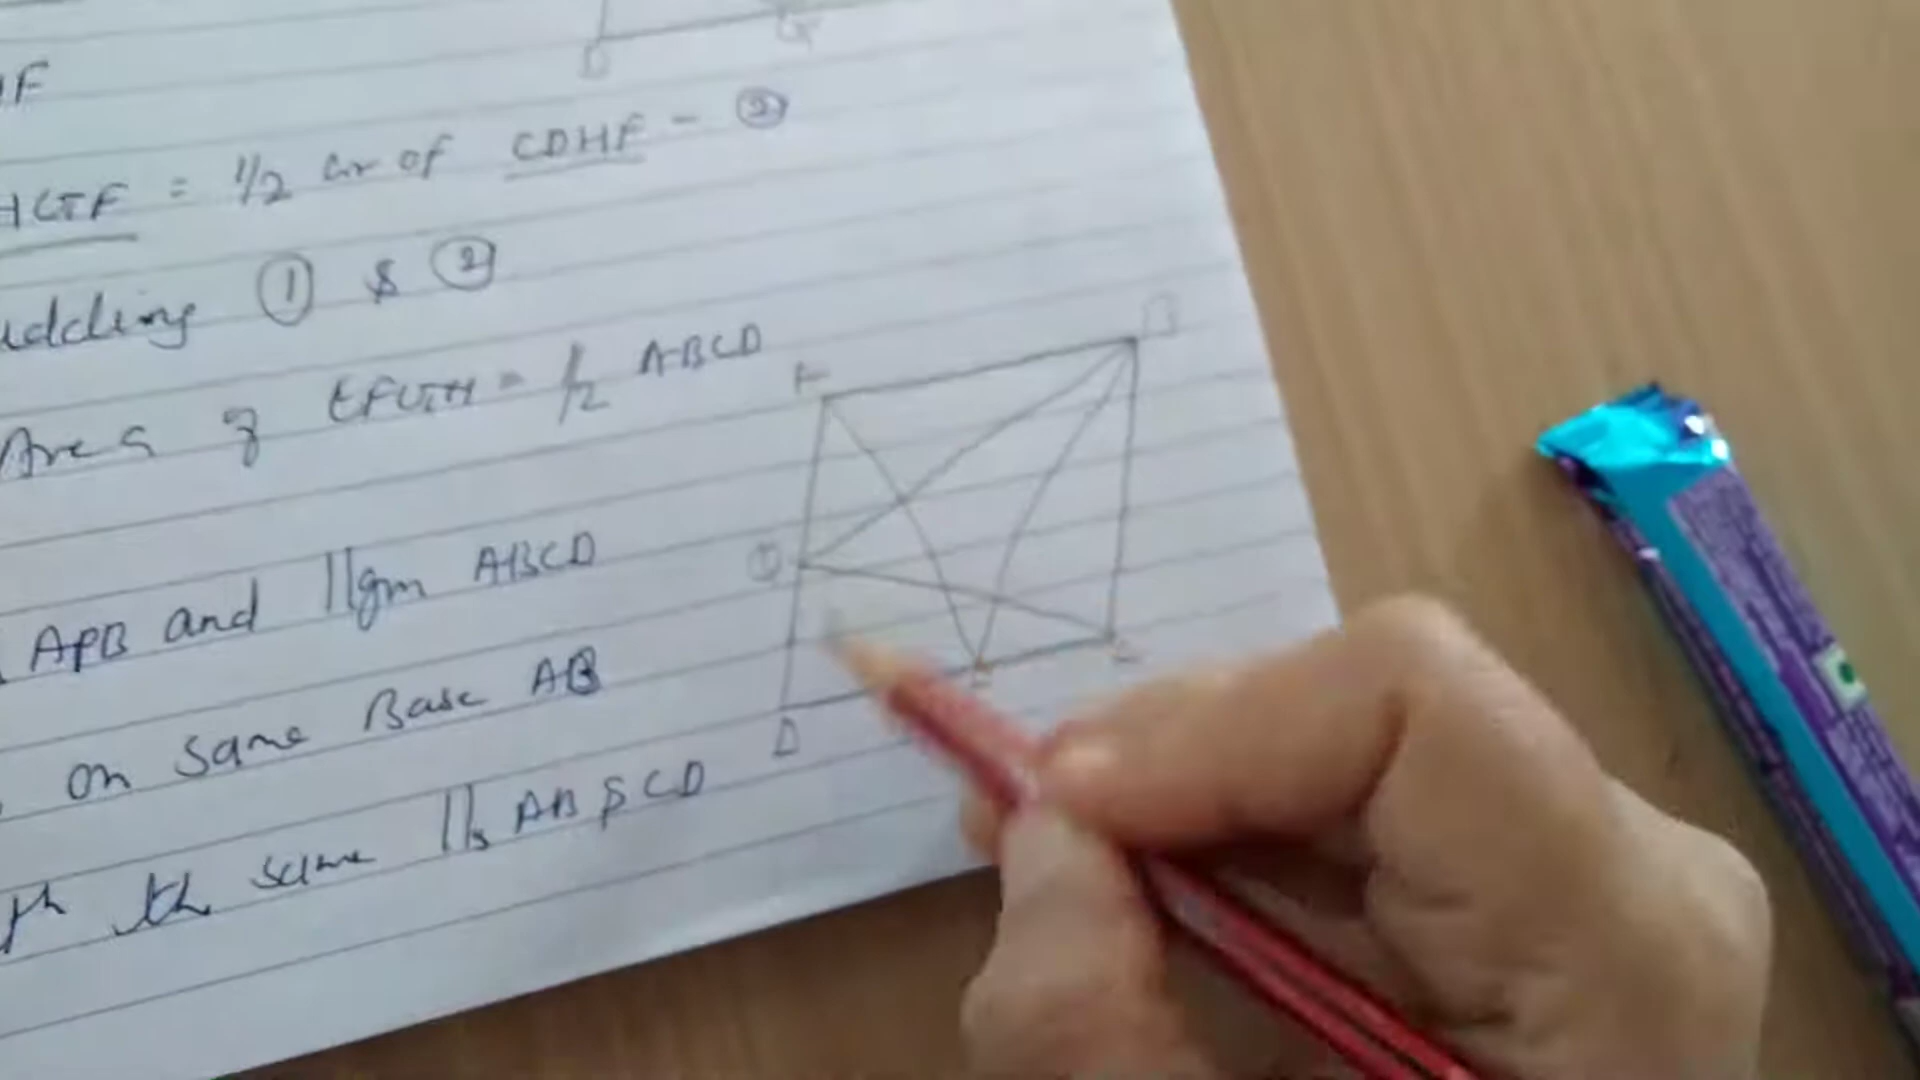 D
HGF = 1/2 ar of CDHF - ②
adding ① & ②
Area of EFGH = 1/2 ABCD
A
B
Q
APB and ||gm ABCD
on same Base AB
P
C
D
the same ||s AB & CD